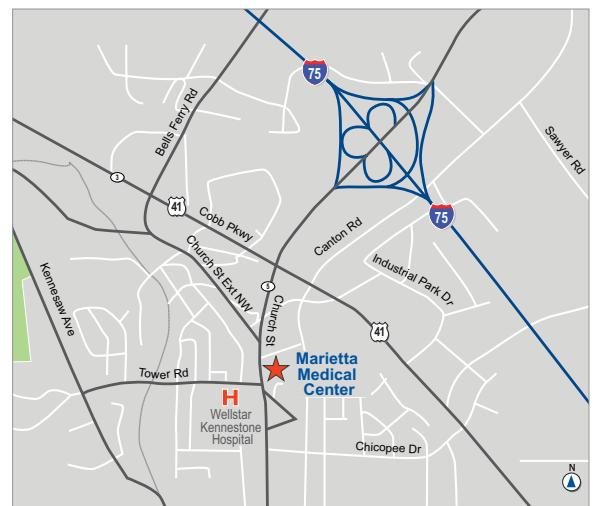 75
Bells Ferry Rd
Sawyer Rd
3
41
Cobb Pkwy
75
Canton Rd
Church St Ext NW
Industrial Park Dr
Kennesaw Ave
5
Church St
41
Marietta
Medical
Center
Tower Rd
H
Wellstar
Kennestone
Hospital
Chicopee Dr
N